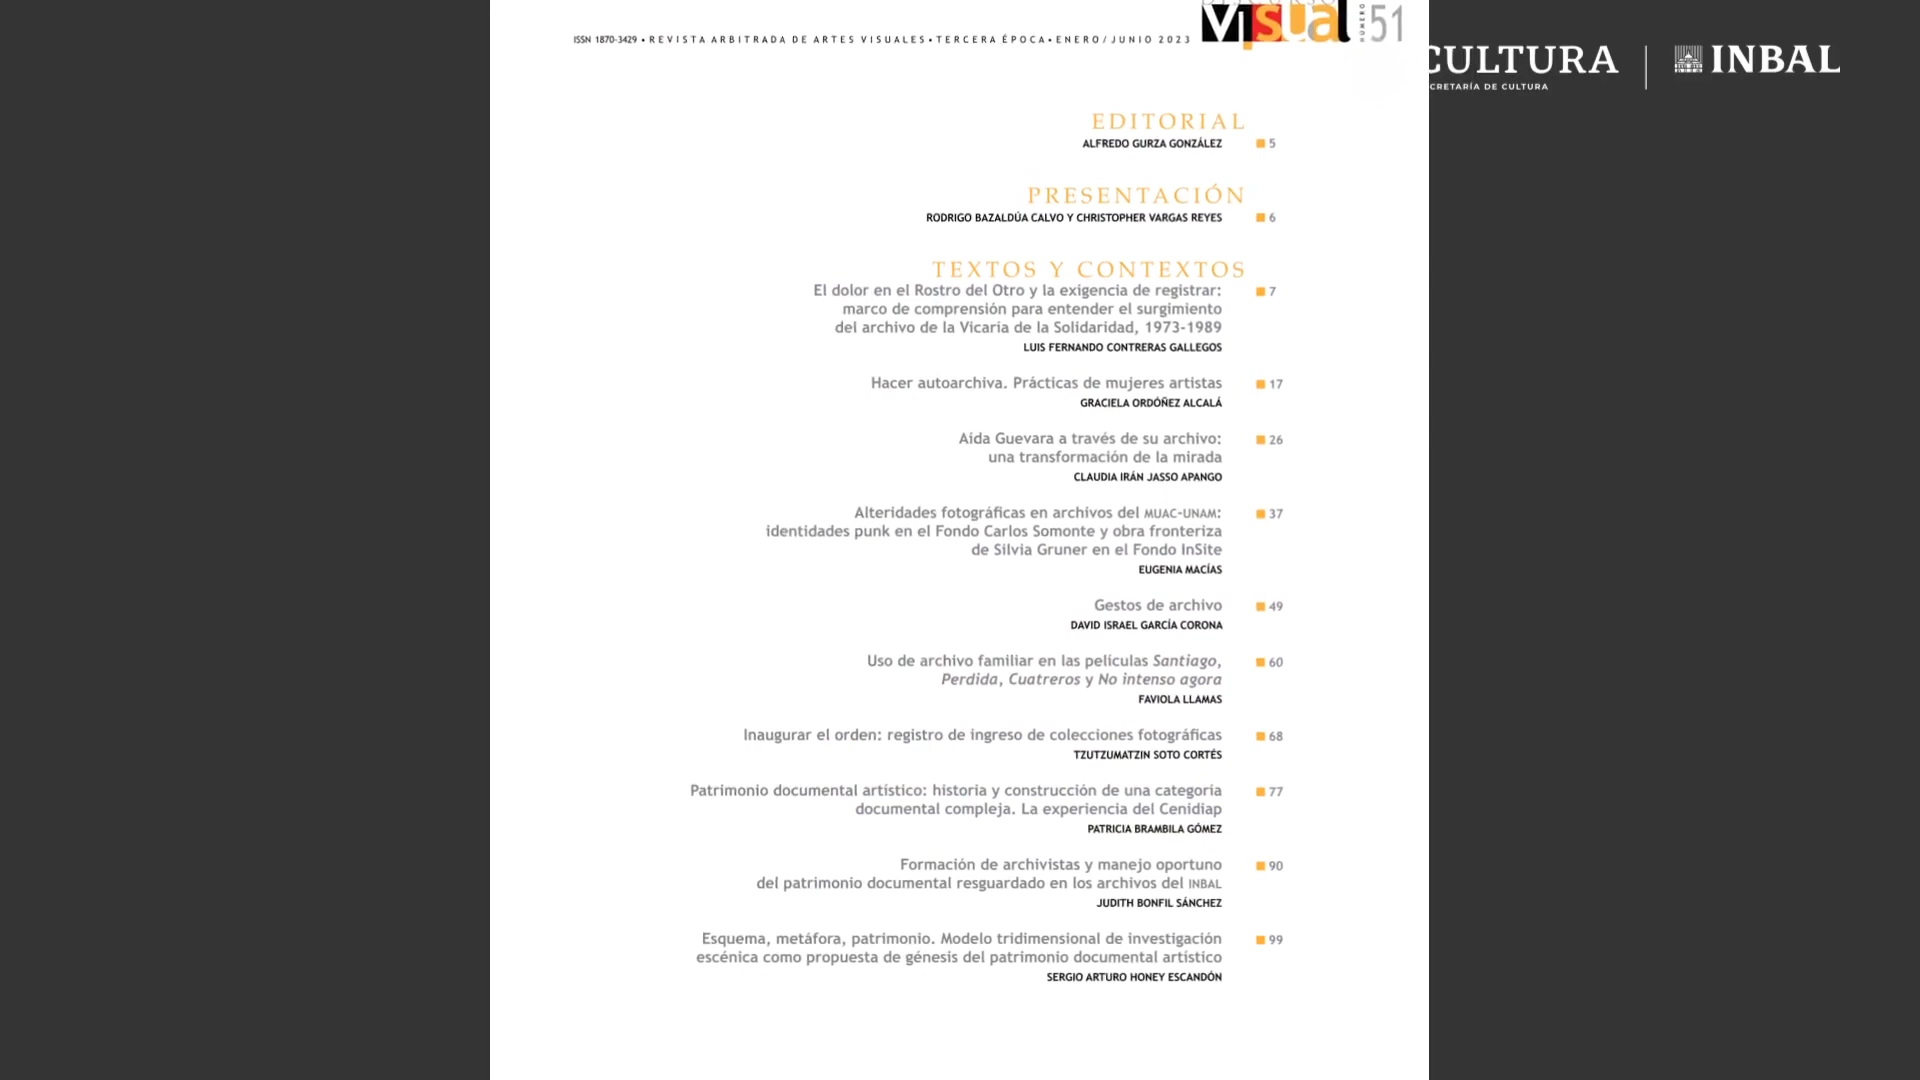 ISSN 1870-3429 • REVISTA ARBITRADA DE ARTES VISUALES • TERCERA ÉPOCA • ENERO/JUNIO 2023
visual
NÚMERO 51
CULTURA
CRETARÍA DE CULTURA
INBAL
EDITORIAL
ALFREDO GURZA GONZÁLEZ 5
PRESENTACIÓN
RODRIGO BAZALDÚA CALVO Y CHRISTOPHER VARGAS REYES 6
TEXTOS Y CONTEXTOS
El dolor en el Rostro del Otro y la exigencia de registrar: 7
marco de comprensión para entender el surgimiento
del archivo de la Vicaría de la Solidaridad, 1973-1989
LUIS FERNANDO CONTRERAS GALLEGOS
Hacer autoarchiva. Prácticas de mujeres artistas 17
GRACIELA ORDÓÑEZ ALCALÁ
Aída Guevara a través de su archivo: 26
una transformación de la mirada
CLAUDIA IRÁN JASSO APANGO
Alteridades fotográficas en archivos del MUAC-UNAM: 37
identidades punk en el Fondo Carlos Somonte y obra fronteriza
de Silvia Gruner en el Fondo InSite
EUGENIA MACÍAS
Gestos de archivo 49
DAVID ISRAEL GARCÍA CORONA
Uso de archivo familiar en las películas Santiago, 60
Perdida, Cuatreros y No intenso agora
FAVIOLA LLAMAS
Inaugurar el orden: registro de ingreso de colecciones fotográficas 68
TZUTZUMATZIN SOTO CORTÉS
Patrimonio documental artístico: historia y construcción de una categoría 77
documental compleja. La experiencia del Cenidiap
PATRICIA BRAMBILA GÓMEZ
Formación de archivistas y manejo oportuno 90
del patrimonio documental resguardado en los archivos del INBAL
JUDITH BONFIL SÁNCHEZ
Esquema, metáfora, patrimonio. Modelo tridimensional de investigación 99
escénica como propuesta de génesis del patrimonio documental artístico
SERGIO ARTURO HONEY ESCANDÓN